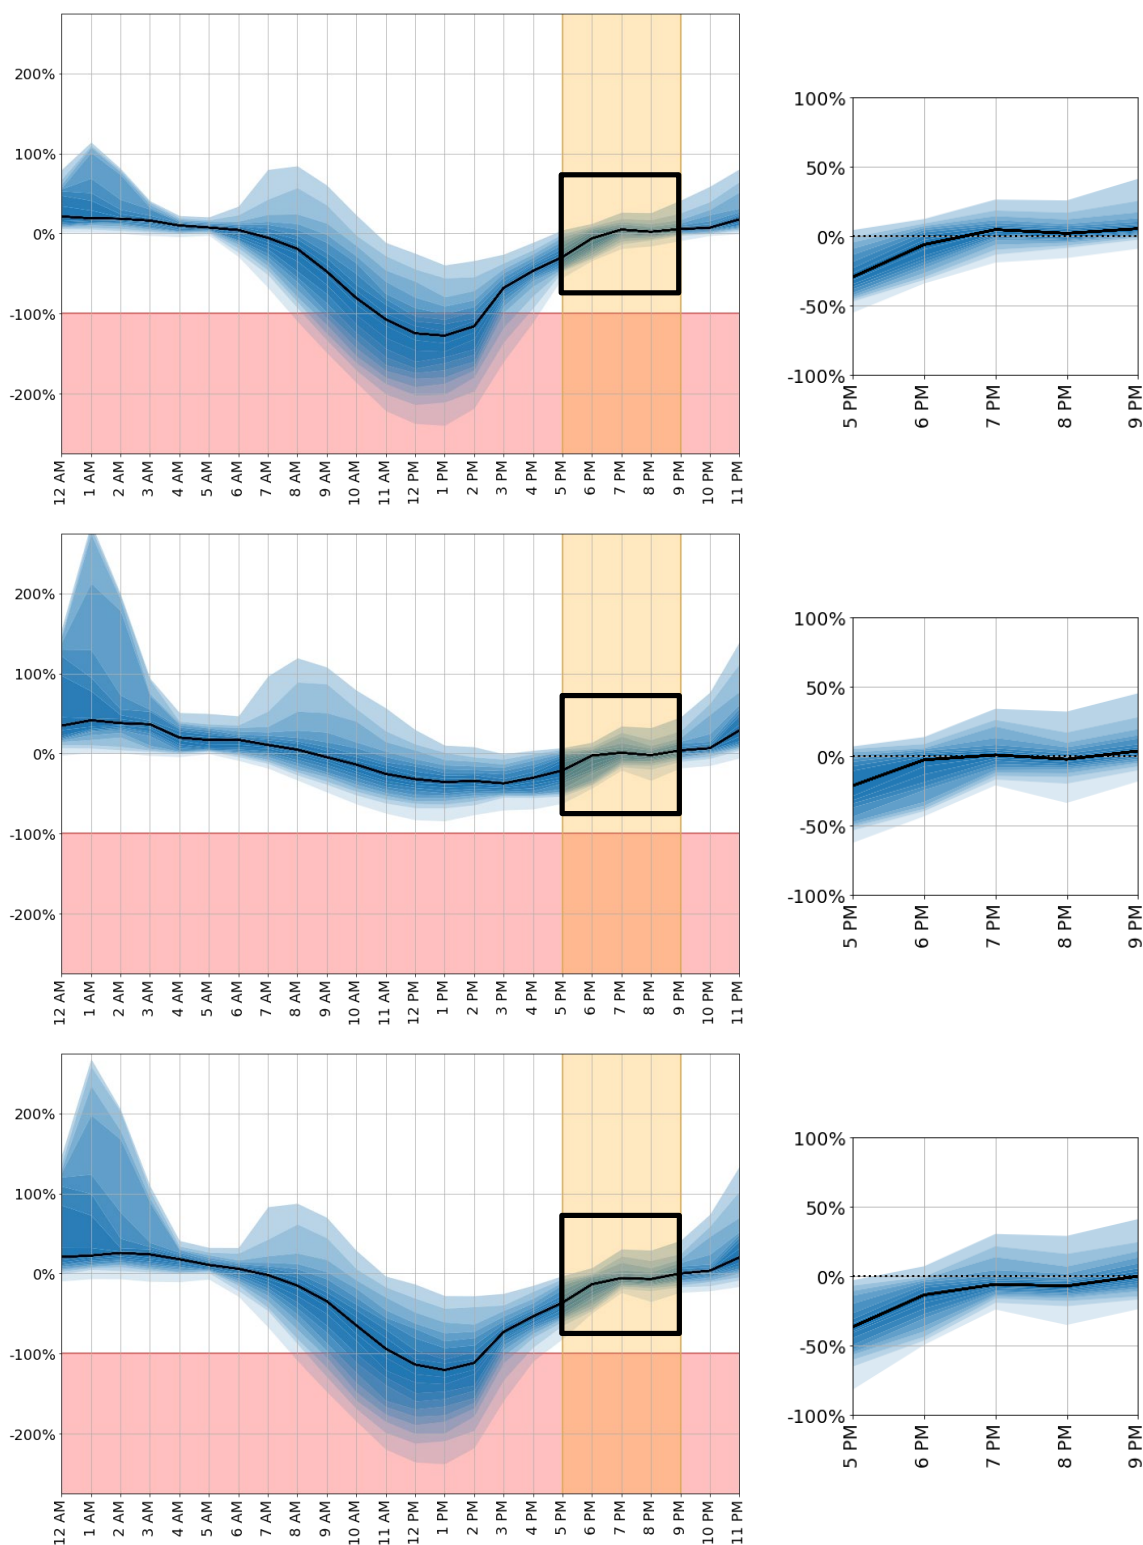 200%
100%
0%
-100%
-200%
12 AM
1 AM
2 AM
3 AM
4 AM
5 AM
6 AM
7 AM
8 AM
9 AM
10 AM
11 AM
12 PM
1 PM
2 PM
3 PM
4 PM
5 PM
6 PM
7 PM
8 PM
9 PM
10 PM
11 PM
100%
50%
0%
-50%
-100%
5 PM
6 PM
7 PM
8 PM
9 PM
200%
100%
0%
-100%
-200%
12 AM
1 AM
2 AM
3 AM
4 AM
5 AM
6 AM
7 AM
8 AM
9 AM
10 AM
11 AM
12 PM
1 PM
2 PM
3 PM
4 PM
5 PM
6 PM
7 PM
8 PM
9 PM
10 PM
11 PM
100%
50%
0%
-50%
-100%
5 PM
6 PM
7 PM
8 PM
9 PM
200%
100%
0%
-100%
-200%
12 AM
1 AM
2 AM
3 AM
4 AM
5 AM
6 AM
7 AM
8 AM
9 AM
10 AM
11 AM
12 PM
1 PM
2 PM
3 PM
4 PM
5 PM
6 PM
7 PM
8 PM
9 PM
10 PM
11 PM
100%
50%
0%
-50%
-100%
5 PM
6 PM
7 PM
8 PM
9 PM